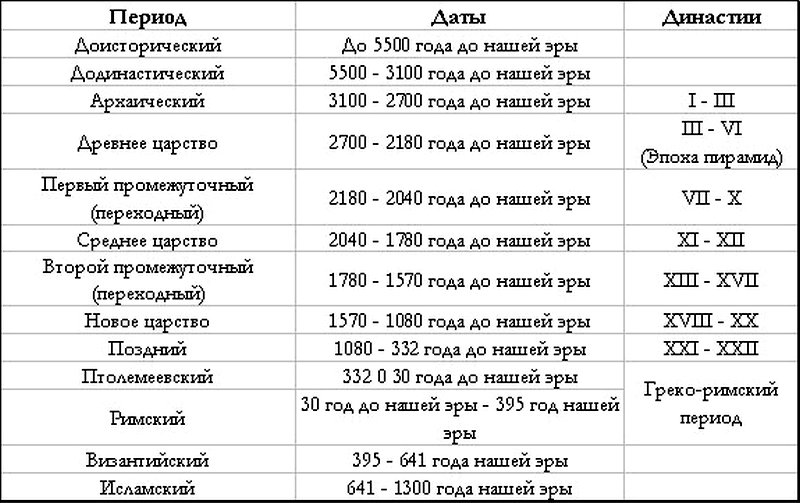 Период Даты Династии
Доисторический До 5500 года до нашей эры
Додинастический 5500 - 3100 года до нашей эры
Архаический 3100 - 2700 года до нашей эры I - III
Древнее царство 2700 - 2180 года до нашей эры III - VI
(Эпоха пирамид)
Первый промежуточный
(переходный) 2180 - 2040 года до нашей эры VII - X
Среднее царство 2040 - 1780 года до нашей эры XI - XII
Второй промежуточный
(переходный) 1780 - 1570 года до нашей эры XIII - XVII
Новое царство 1570 - 1080 года до нашей эры XVIII - XX
Поздний 1080 - 332 года до нашей эры XXI - XXII
Птолемеевский 332 0 30 года до нашей эры
Греко-римский
период
Римский 30 год до нашей эры - 395 год нашей
эры
Византийский 395 - 641 года нашей эры
Исламский 641 - 1300 года нашей эры